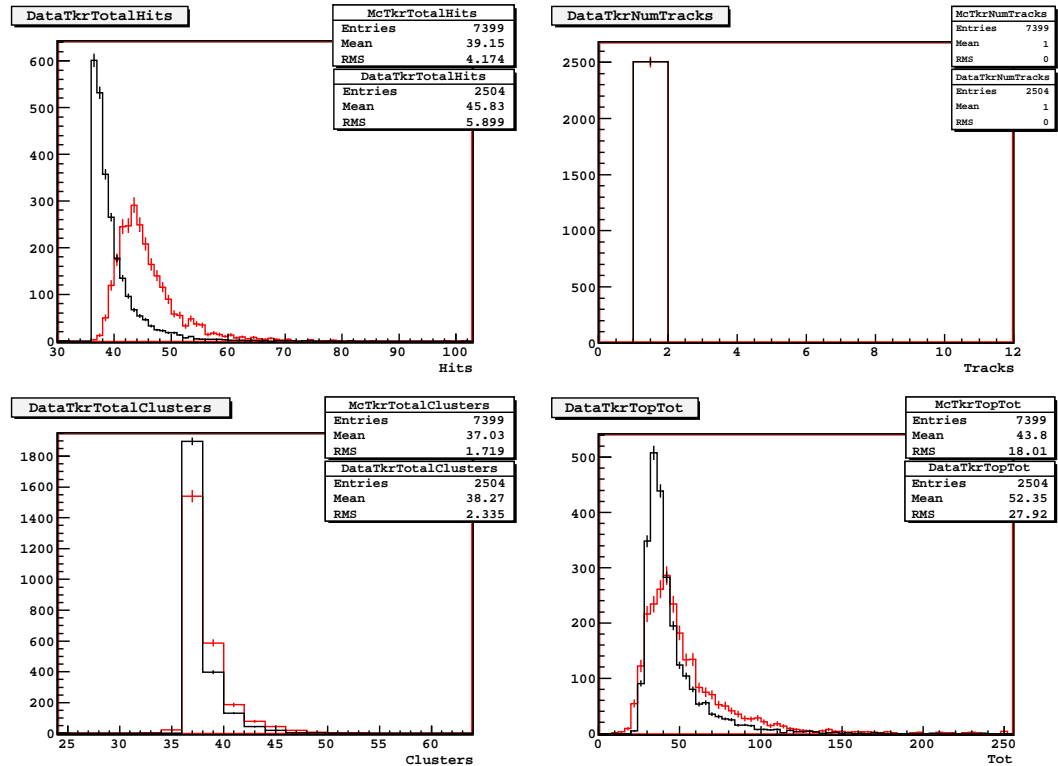 DataTkrTotalHits
McTkrTotalHits
Entries 7399
Mean 39.15
RMS 4.174
DataTkrTotalHits
Entries 2504
Mean 45.83
RMS 5.899
600
500
400
300
200
100
0
30 40 50 60 70 80 90 100
Hits
DataTkrNumTracks
McTkrNumTracks
Entries 7399
Mean 1
RMS 0
DataTkrNumTracks
Entries 2504
Mean 1
RMS 0
2500
2000
1500
1000
500
0
0 2 4 6 8 10 12
Tracks
DataTkrTotalClusters
McTkrTotalClusters
Entries 7399
Mean 37.03
RMS 1.719
DataTkrTotalClusters
Entries 2504
Mean 38.27
RMS 2.335
1800
1600
1400
1200
1000
800
600
400
200
0
25 30 35 40 45 50 55 60
Clusters
DataTkrTopTot
McTkrTopTot
Entries 7399
Mean 43.8
RMS 18.01
DataTkrTopTot
Entries 2504
Mean 52.35
RMS 27.92
500
400
300
200
100
0
0 50 100 150 200 250
Tot